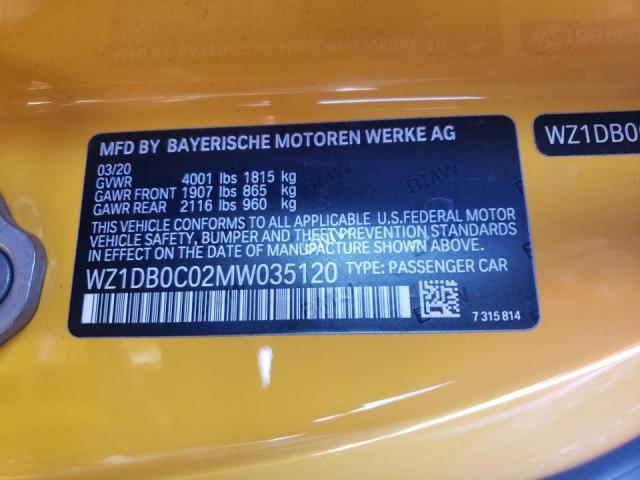 MFD BY BAYERISCHE MOTOREN WERKE AG
03/20
GVWR 4001 lbs 1815 kg
GAWR FRONT 1907 lbs 865 kg
GAWR REAR 2116 lbs 960 kg
THIS VEHICLE CONFORMS TO ALL APPLICABLE U.S.FEDERAL MOTOR
VEHICLE SAFETY, BUMPER AND THEFT PREVENTION STANDARDS
IN EFFECT ON THE DATE OF MANUFACTURE SHOWN ABOVE.
WZ1DB0C02MW035120 TYPE: PASSENGER CAR
7 315 814
WZ1DB0